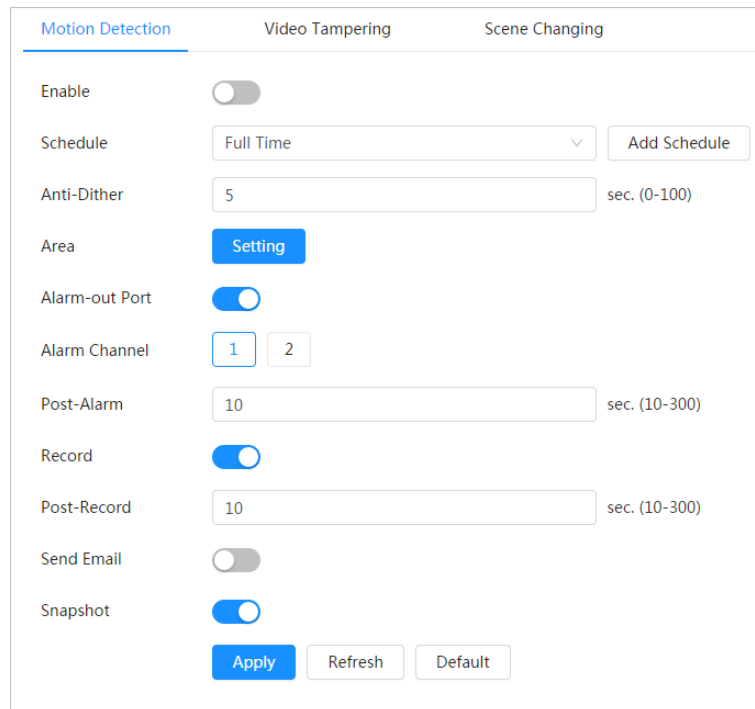 Motion Detection Video Tampering Scene Changing
Enable
Schedule Full Time Add Schedule
Anti-Dither 5 sec. (0-100)
Area Setting
Alarm-out Port
Alarm Channel 1 2
Post-Alarm 10 sec. (10-300)
Record
Post-Record 10 sec. (10-300)
Send Email
Snapshot
Apply Refresh Default